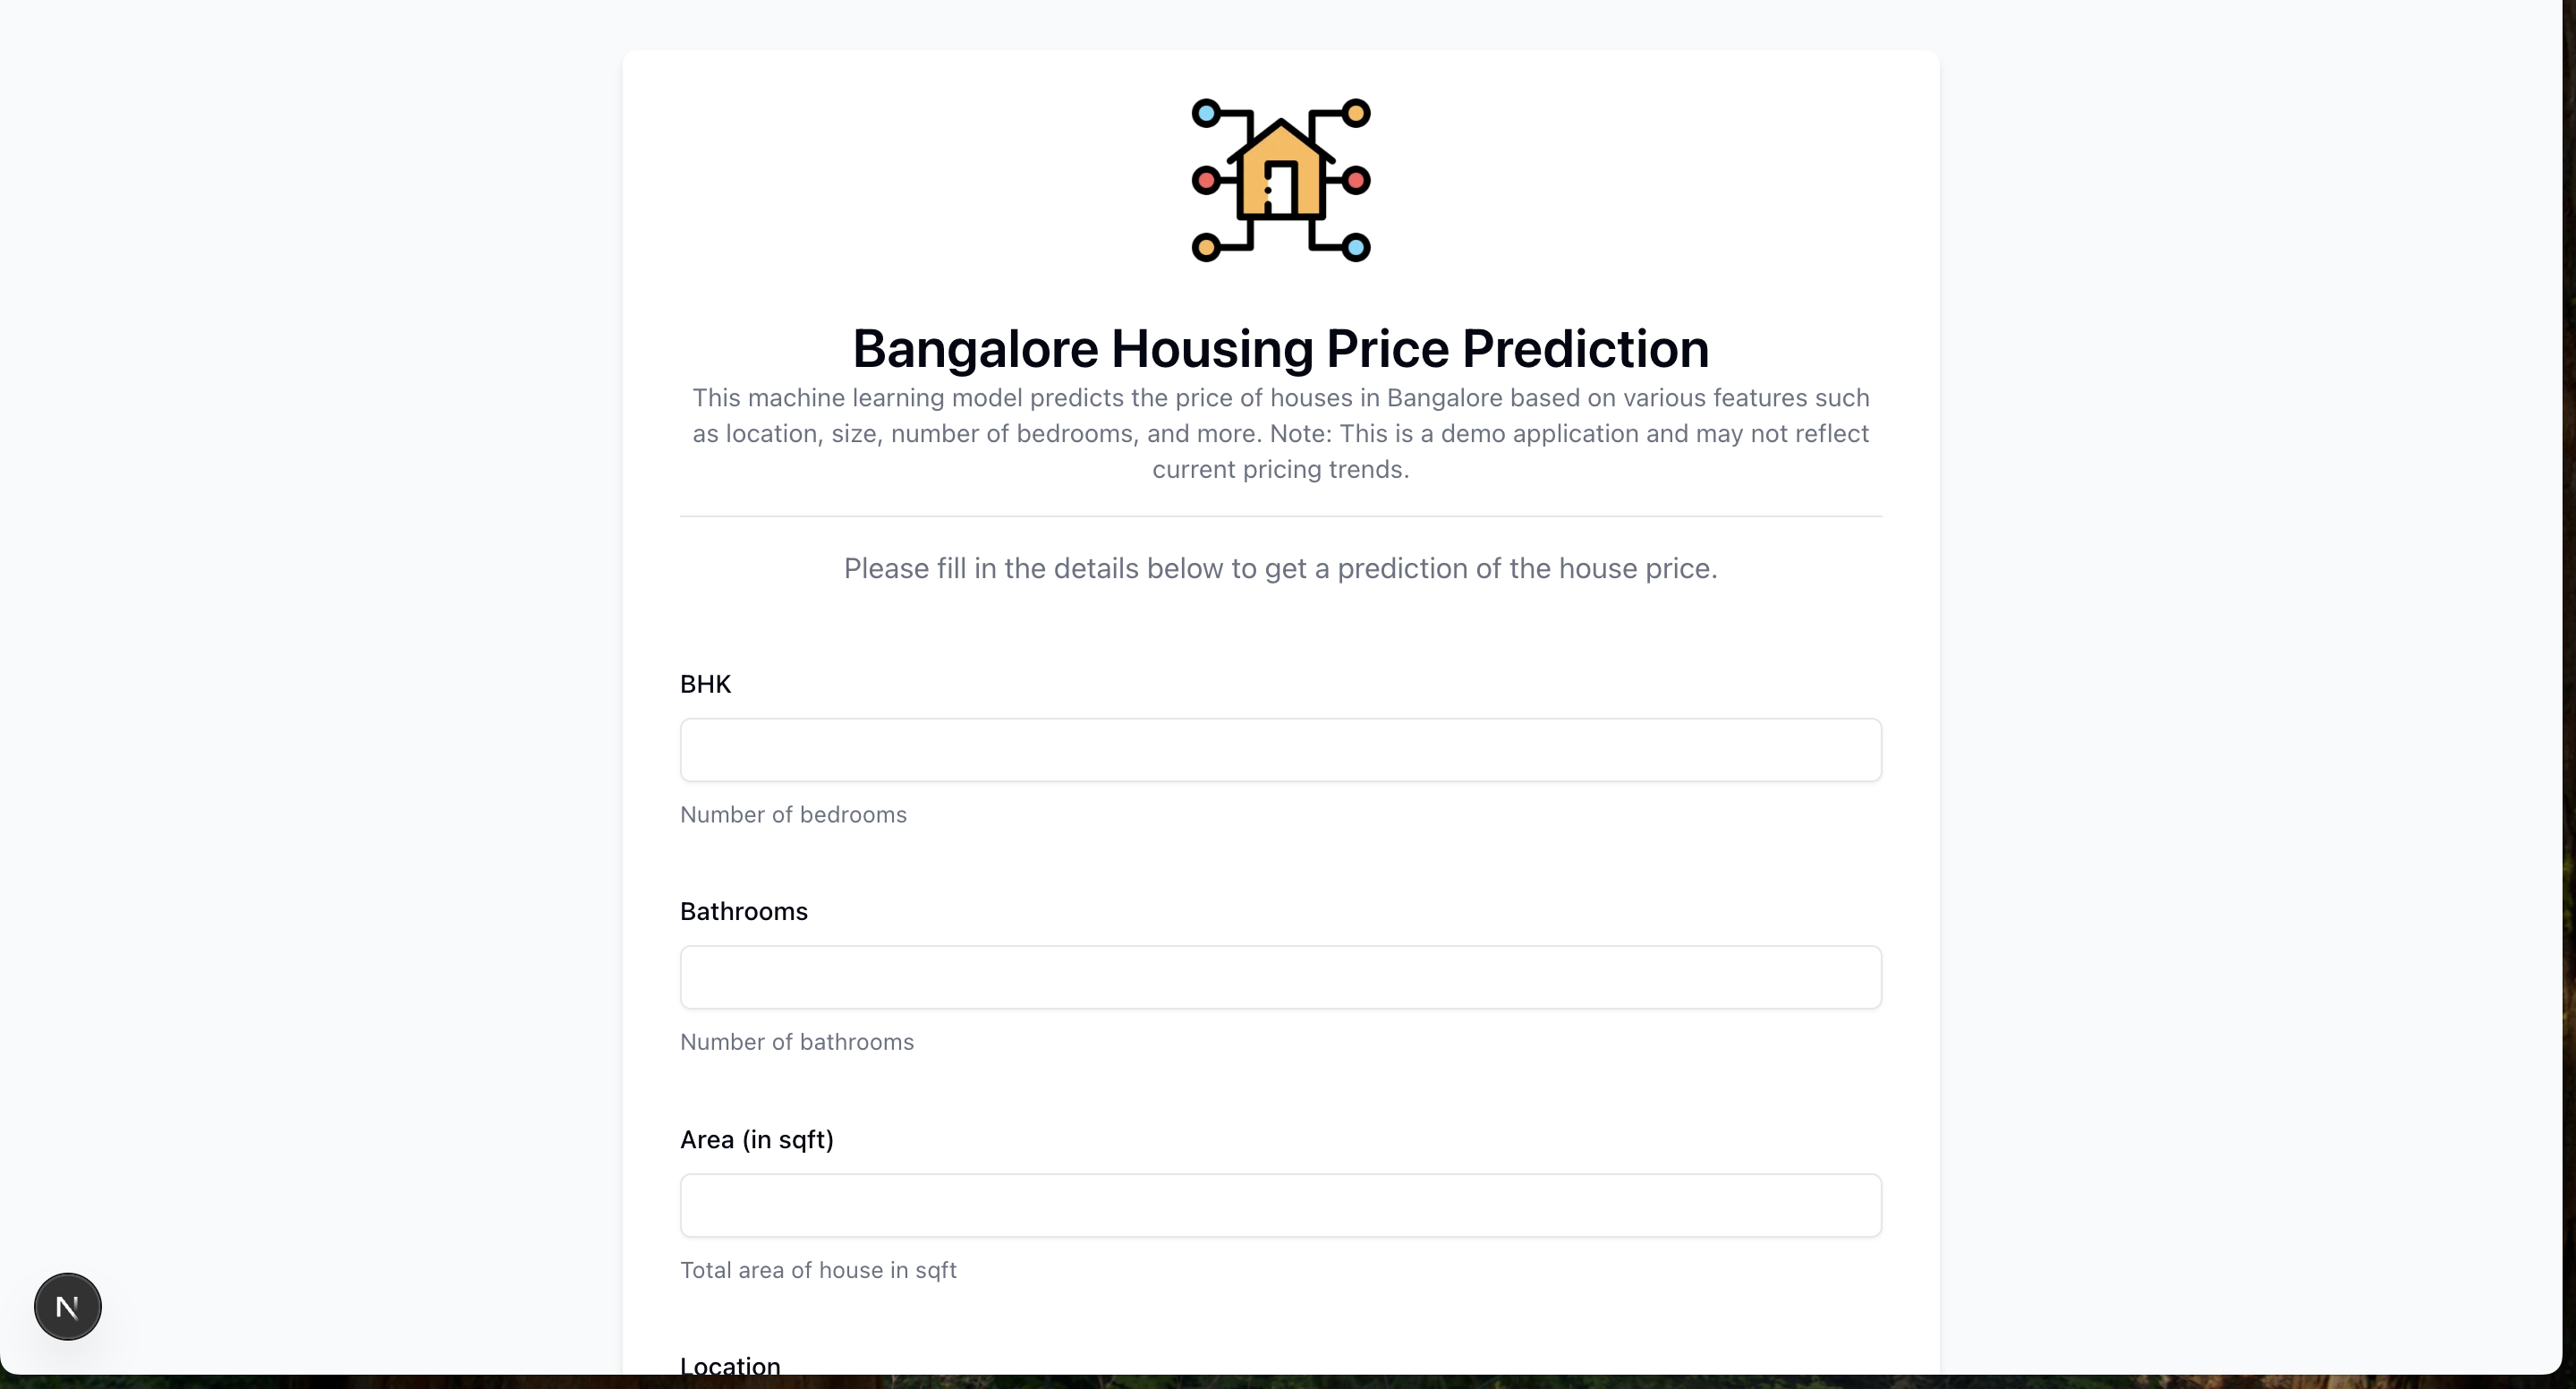 Bangalore Housing Price Prediction
This machine learning model predicts the price of houses in Bangalore based on various features such
as location, size, number of bedrooms, and more. Note: This is a demo application and may not reflect
current pricing trends.
Please fill in the details below to get a prediction of the house price.
BHK
Number of bedrooms
Bathrooms
Number of bathrooms
Area (in sqft)
Total area of house in sqft
N
Location